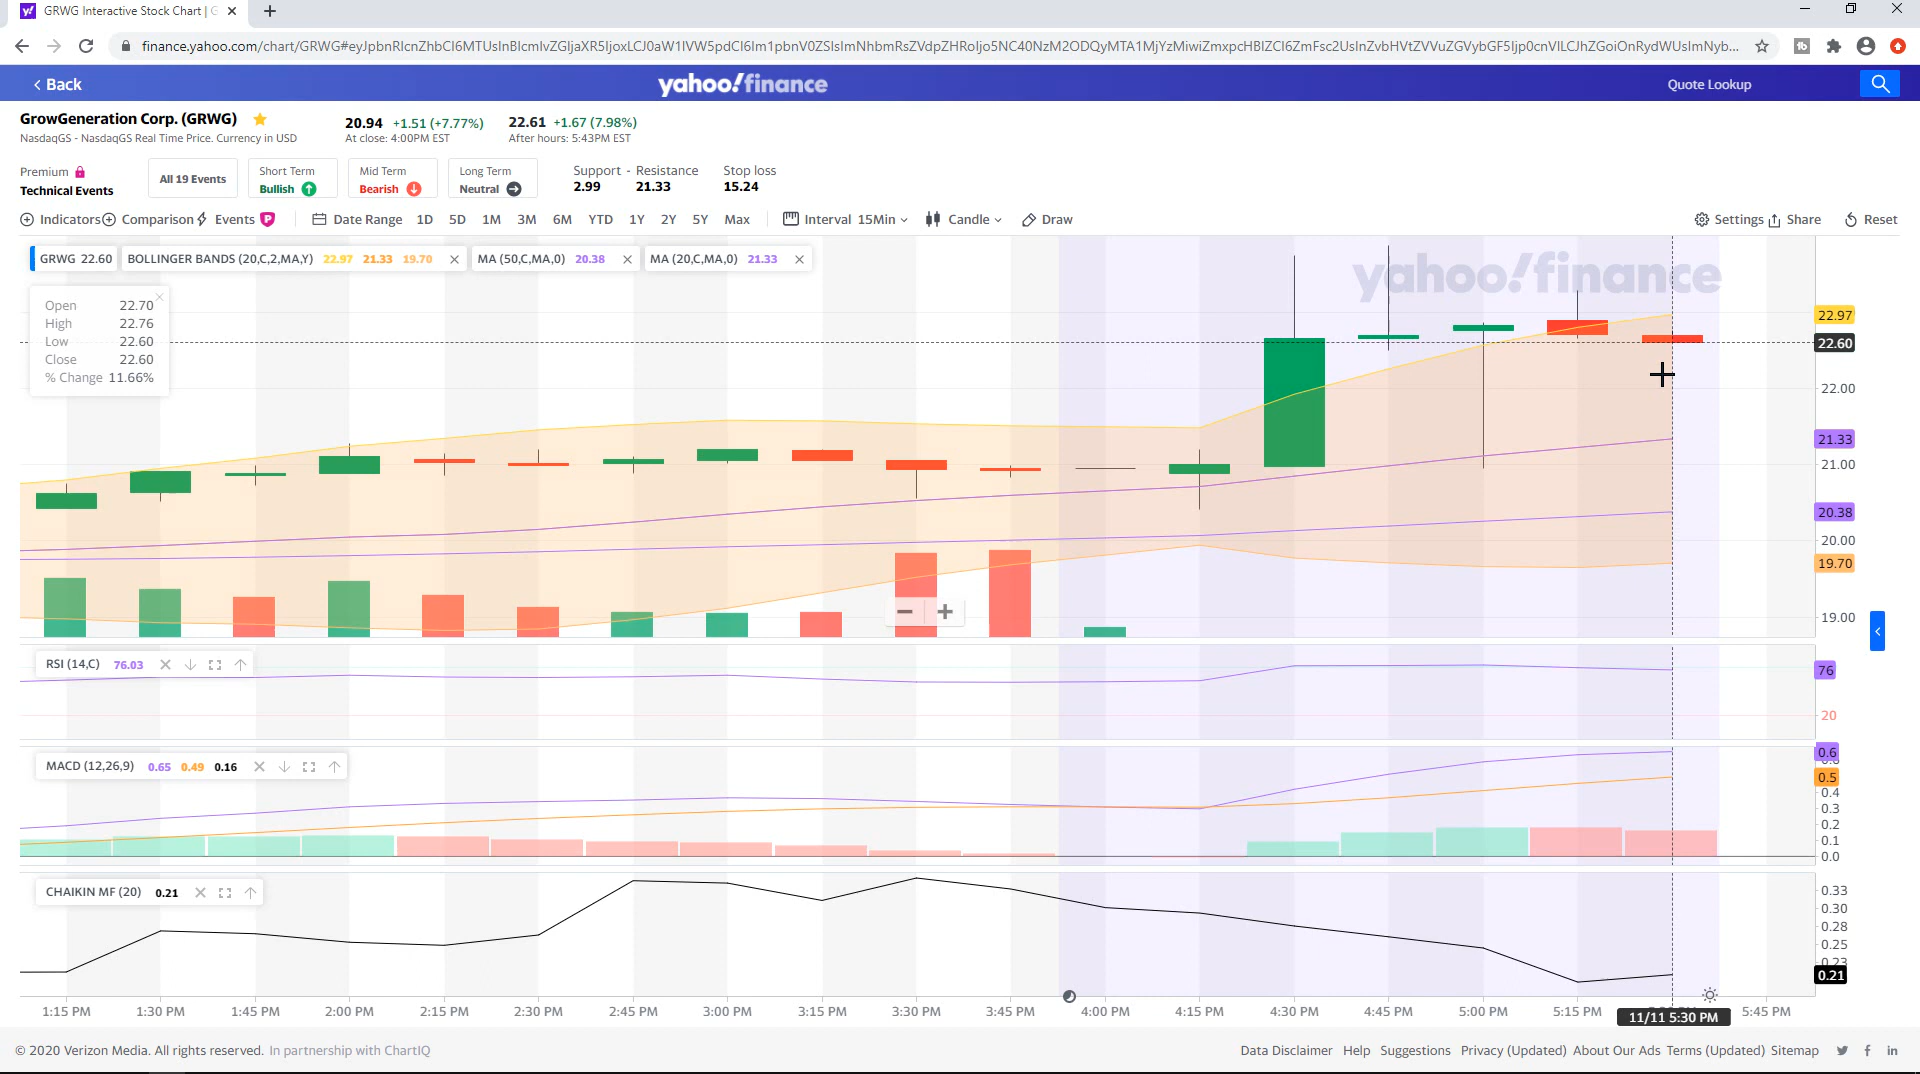 GRWG Interactive Stock Chart | G
finance.yahoo.com/chart/GRWG#eyJpbnRlcnZhbCI6MTUsInBlcmlvZGljaXR5IjoxLCJ0aW1lVW5pdCI6Im1pbnV0ZSIsImNhbmRsZVdpZHRoIjo5NC40NzM2ODQyMTA1MjYzMiwiZmxpcHBlZCI6ZmFsc2UsInZvbHVtZVVuZGVybGF5Ijp0cnVlLCJhZGoiOnRydWUsImNyb...
< Back
yahoo!finance
Quote Lookup
GrowGeneration Corp. (GRWG)
NasdaqGS - NasdaqGS Real Time Price. Currency in USD
20.94 +1.51 (+7.77%)
At close: 4:00PM EST
22.61 +1.67 (7.98%)
After hours: 5:43PM EST
Premium
Technical Events
All 19 Events
Short Term
Bullish
Mid Term
Bearish
Long Term
Neutral
Support - Resistance
2.99 21.33
Stop loss
15.24
Indicators Comparison Events P Date Range 1D 5D 1M 3M 6M YTD 1Y 2Y 5Y Max Interval 15Min Candle Draw Settings Share Reset
GRWG 22.60 BOLLINGER BANDS (20,C,2,MA,Y) 22.97 21.33 19.70 MA (50,C,MA,0) 20.38 MA (20,C,MA,0) 21.33
yahoo!finance
Open 22.70
High 22.76
Low 22.60
Close 22.60
% Change 11.66%
22.97
22.60
22.00
21.33
21.00
20.38
20.00
19.70
19.00
RSI (14,C) 76.03
76
20
MACD (12,26,9) 0.65 0.49 0.16
0.6
0.5
0.4
0.3
0.2
0.1
0.0
CHAIKIN MF (20) 0.21
0.33
0.30
0.28
0.25
0.23
0.21
1:15 PM 1:30 PM 1:45 PM 2:00 PM 2:15 PM 2:30 PM 2:45 PM 3:00 PM 3:15 PM 3:30 PM 3:45 PM 4:00 PM 4:15 PM 4:30 PM 4:45 PM 5:00 PM 5:15 PM 11/11 5:30 PM 5:45 PM
© 2020 Verizon Media. All rights reserved. In partnership with ChartIQ
Data Disclaimer Help Suggestions Privacy (Updated) About Our Ads Terms (Updated) Sitemap